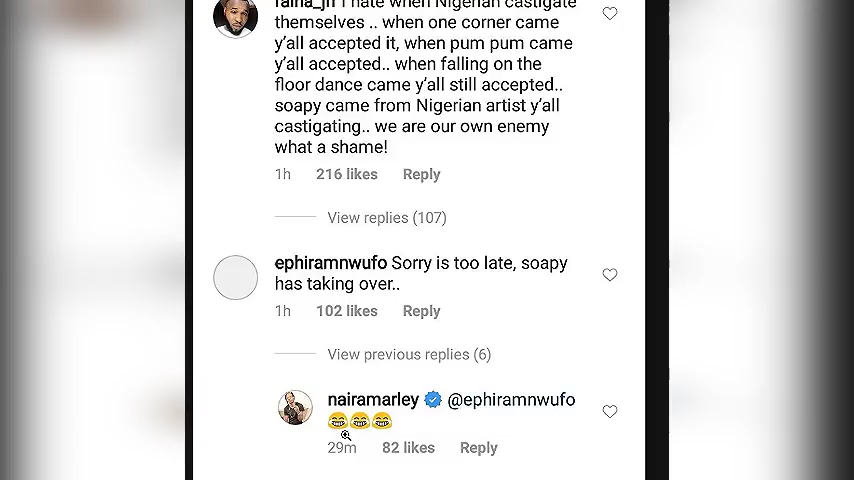 I hate when Nigerian castigate
themselves .. when one corner came
y'all accepted it, when pum pum came
y'all accepted.. when falling on the
floor dance came y'all still accepted..
soapy came from Nigerian artist y'all
castigating.. we are our own enemy
what a shame!
1h 216 likes Reply
View replies (107)
ephiramnwufo Sorry is too late, soapy
has taking over..
1h 102 likes Reply
View previous replies (6)
nairamarley @ephiramnwufo
😂😂😂
29m 82 likes Reply